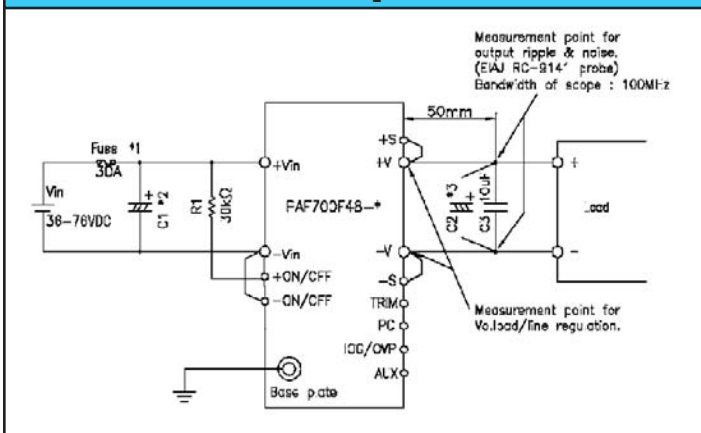 Measurement point for
output ripple & noise.
(EIAJ RC-9141 probe)
Bandwidth of scope : 100MHz
50mm
Fuse *1
30A
+Vin
+S
+V
+
Vin
36-76VDC
+
C1 *2
R1
30kΩ
PAF700F48-*
+
*3
C2
C3
10uF
Load
-Vin
-V
-
+ON/OFF
-S
-ON/OFF
TRIM
PC
IOG/OVP
AUX
Measurement point for
Vo.load/line regulation.
Base plate